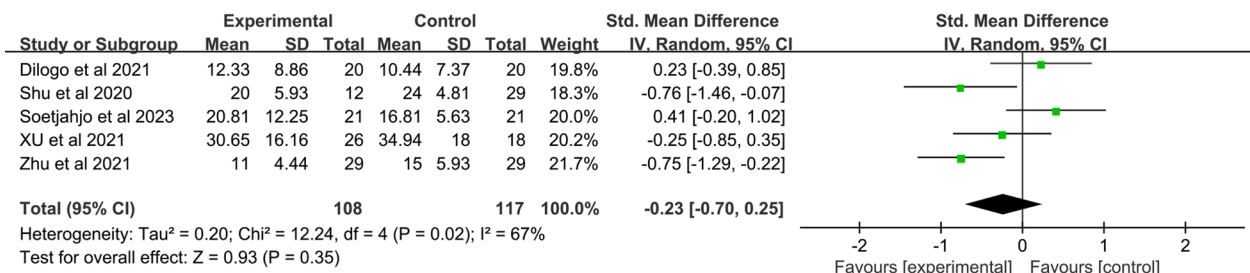 Experimental Control Std. Mean Difference Std. Mean Difference
Study or Subgroup Mean SD Total Mean SD Total Weight IV, Random, 95% CI IV, Random, 95% CI
Dilogo et al 2021 12.33 8.86 20 10.44 7.37 20 19.8% 0.23 [-0.39, 0.85]
Shu et al 2020 20 5.93 12 24 4.81 29 18.3% -0.76 [-1.46, -0.07]
Soetjahjo et al 2023 20.81 12.25 21 16.81 5.63 21 20.0% 0.41 [-0.20, 1.02]
XU et al 2021 30.65 16.16 26 34.94 18 18 20.2% -0.25 [-0.85, 0.35]
Zhu et al 2021 11 4.44 29 15 5.93 29 21.7% -0.75 [-1.29, -0.22]
Total (95% CI) 108 117 100.0% -0.23 [-0.70, 0.25]
Heterogeneity: Tau² = 0.20; Chi² = 12.24, df = 4 (P = 0.02); I² = 67%
Test for overall effect: Z = 0.93 (P = 0.35)
-2 -1 0 1 2
Favours [experimental] Favours [control]